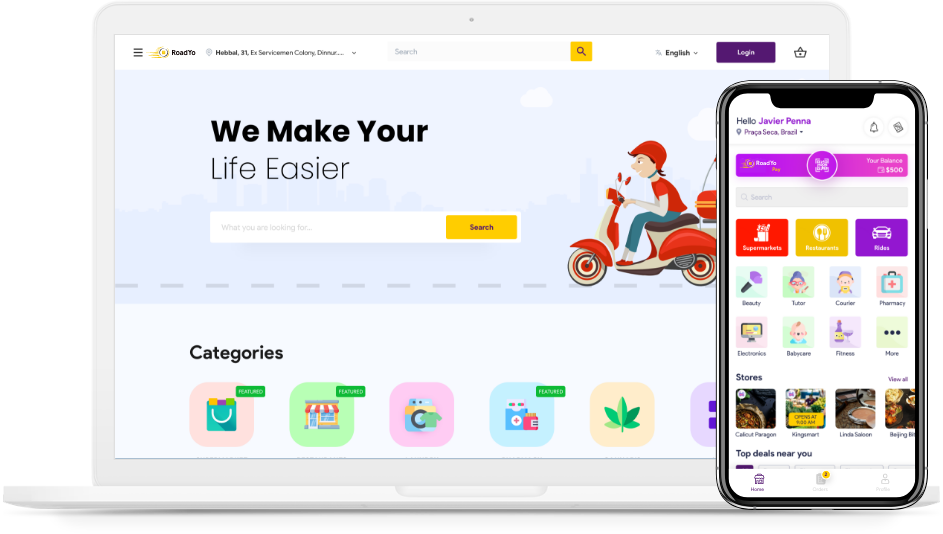 RoadYo
Hebbal, 31, Ex Servicemen Colony, Dinnur,...
Search
English
Login
We Make Your
Life Easier
What you are looking for...
Search
Categories
FEATURED
FEATURED
FEATURED
Hello Javier Penna
Praça Seca, Brazil
RoadYo
Pay
Your Balance
$500
Search
Supermarkets
Restaurants
Rides
Beauty
Tutor
Courier
Pharmacy
Electronics
Babycare
Fitness
More
Stores
View all
OPENS AT
9:00 AM
Calicut Paragon
Kingsmart
Linda Saloon
Beijing Bit
Top deals near you
2
Home
Orders
Profile